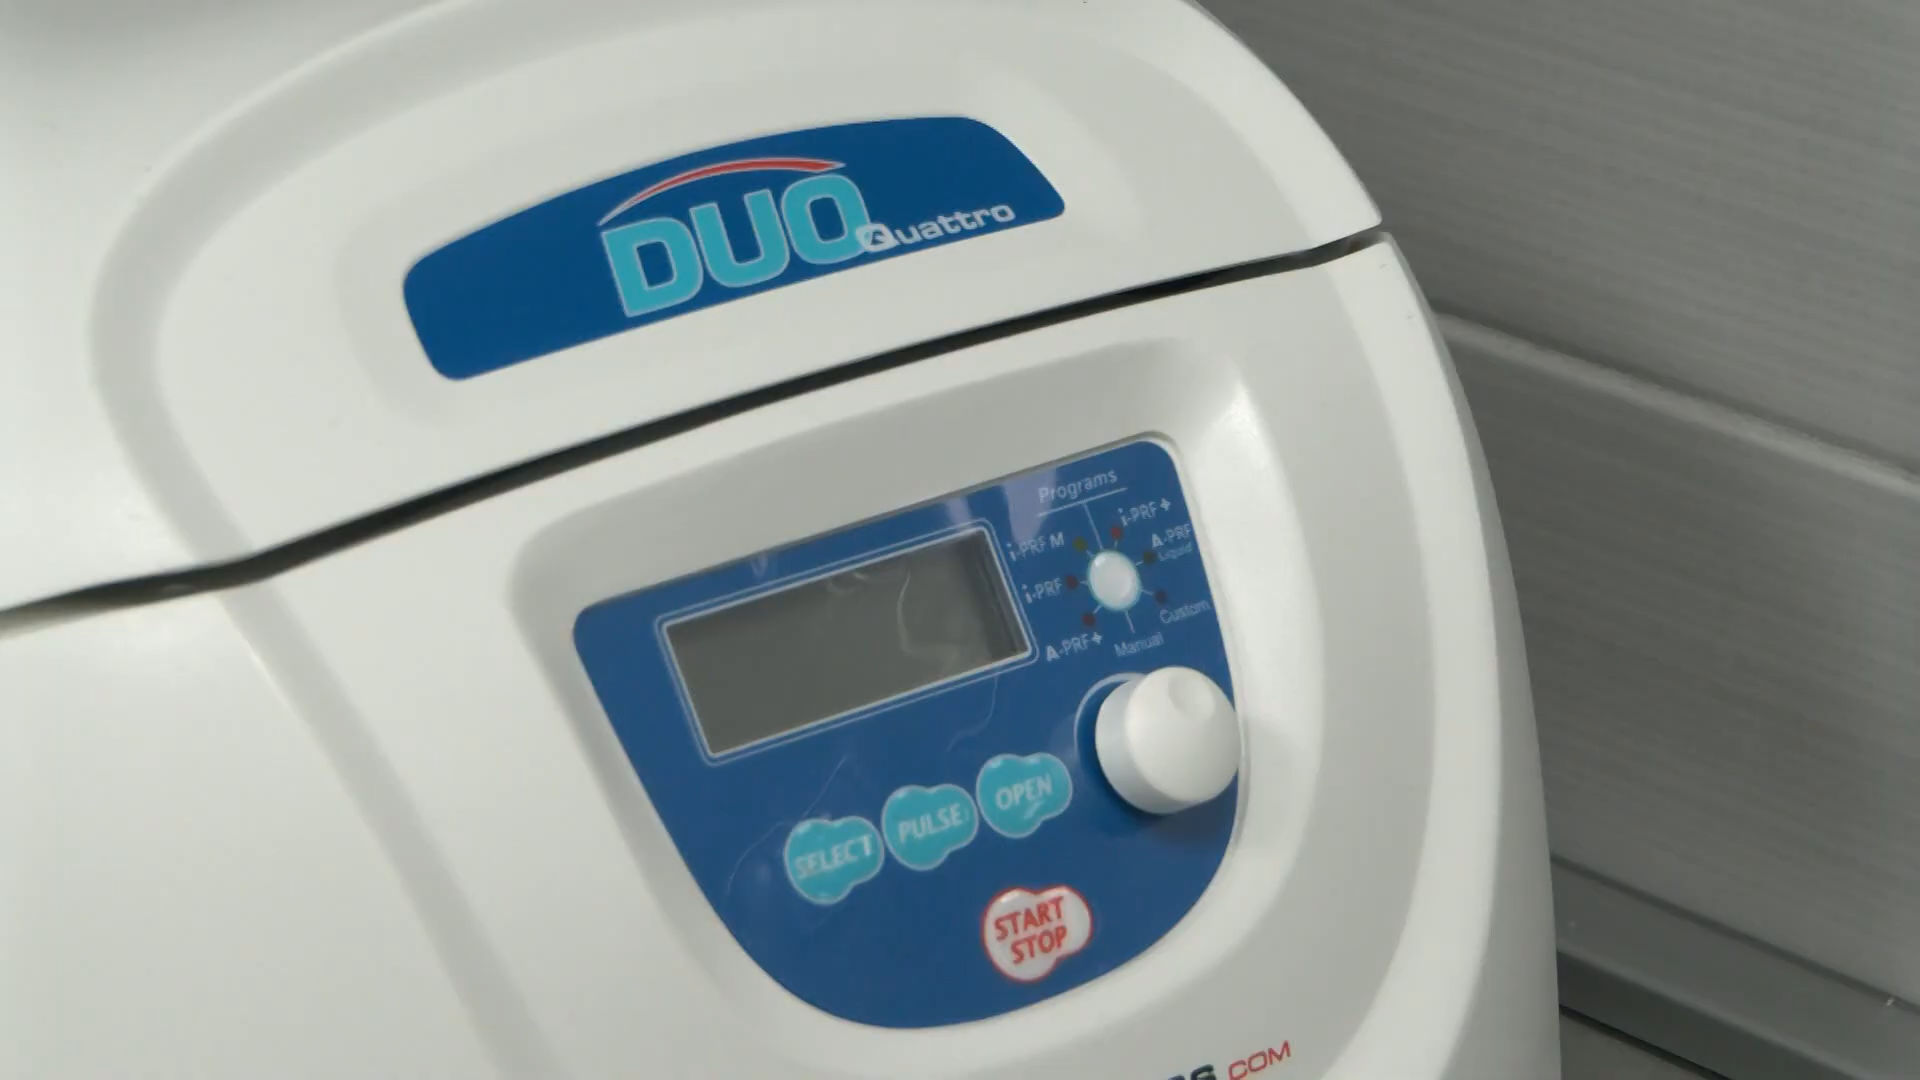 DUO Quattro
Programs
i-PRF+
i-PRF M
A-PRF
Liquid
i-PRF
Custom
A-PRF+
Manual
SELECT
PULSE
OPEN
START
STOP
.COM